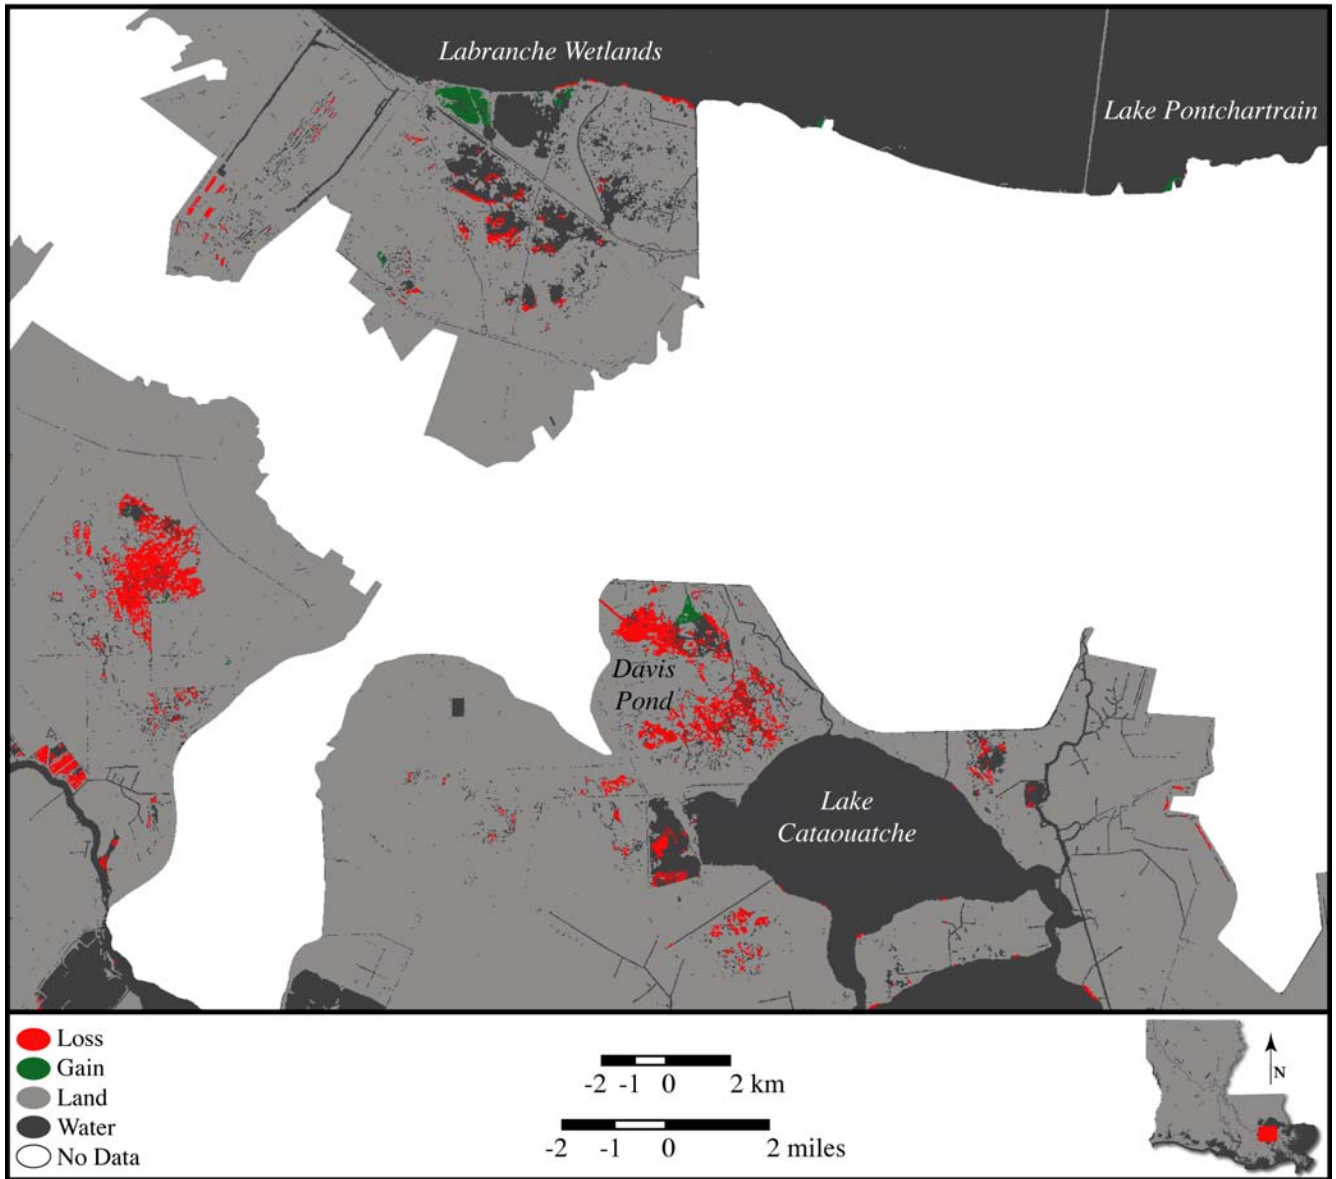 Labranche Wetlands
Lake Pontchartrain
Davis
Pond
Lake
Cataouatche
Loss
Gain
Land
Water
No Data
-2 -1 0 2 km
-2 -1 0 2 miles
N